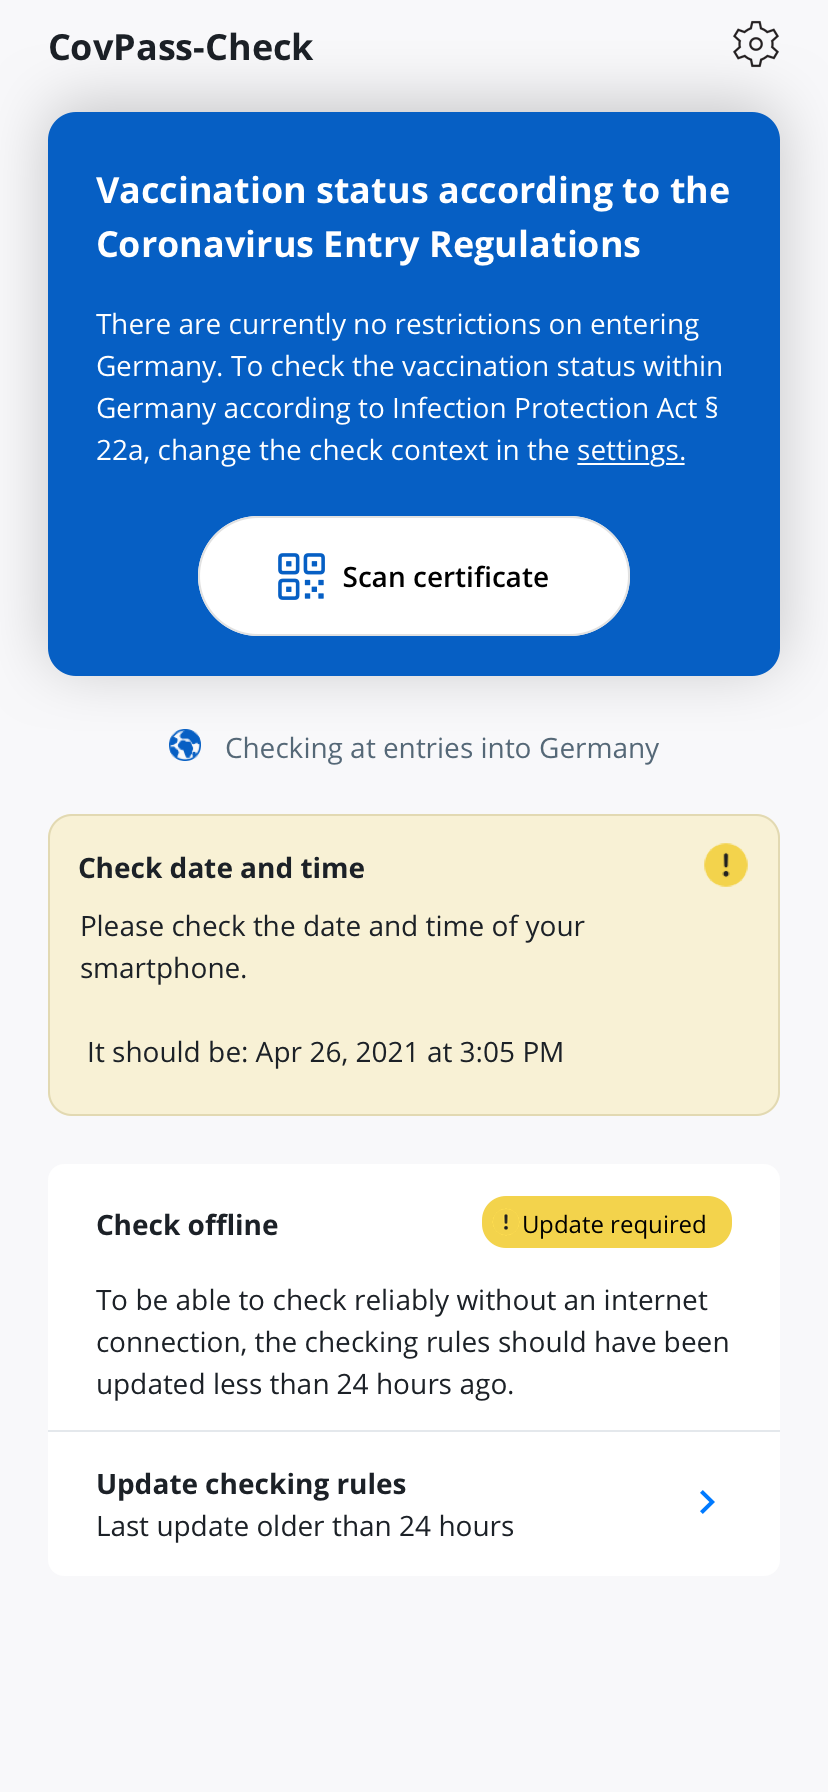 CovPass-Check
Vaccination status according to the
Coronavirus Entry Regulations
There are currently no restrictions on entering
Germany. To check the vaccination status within
Germany according to Infection Protection Act §
22a, change the check context in the settings.
Scan certificate
Checking at entries into Germany
Check date and time
!
Please check the date and time of your
smartphone.
It should be: Apr 26, 2021 at 3:05 PM
Check offline
! Update required
To be able to check reliably without an internet
connection, the checking rules should have been
updated less than 24 hours ago.
Update checking rules
Last update older than 24 hours